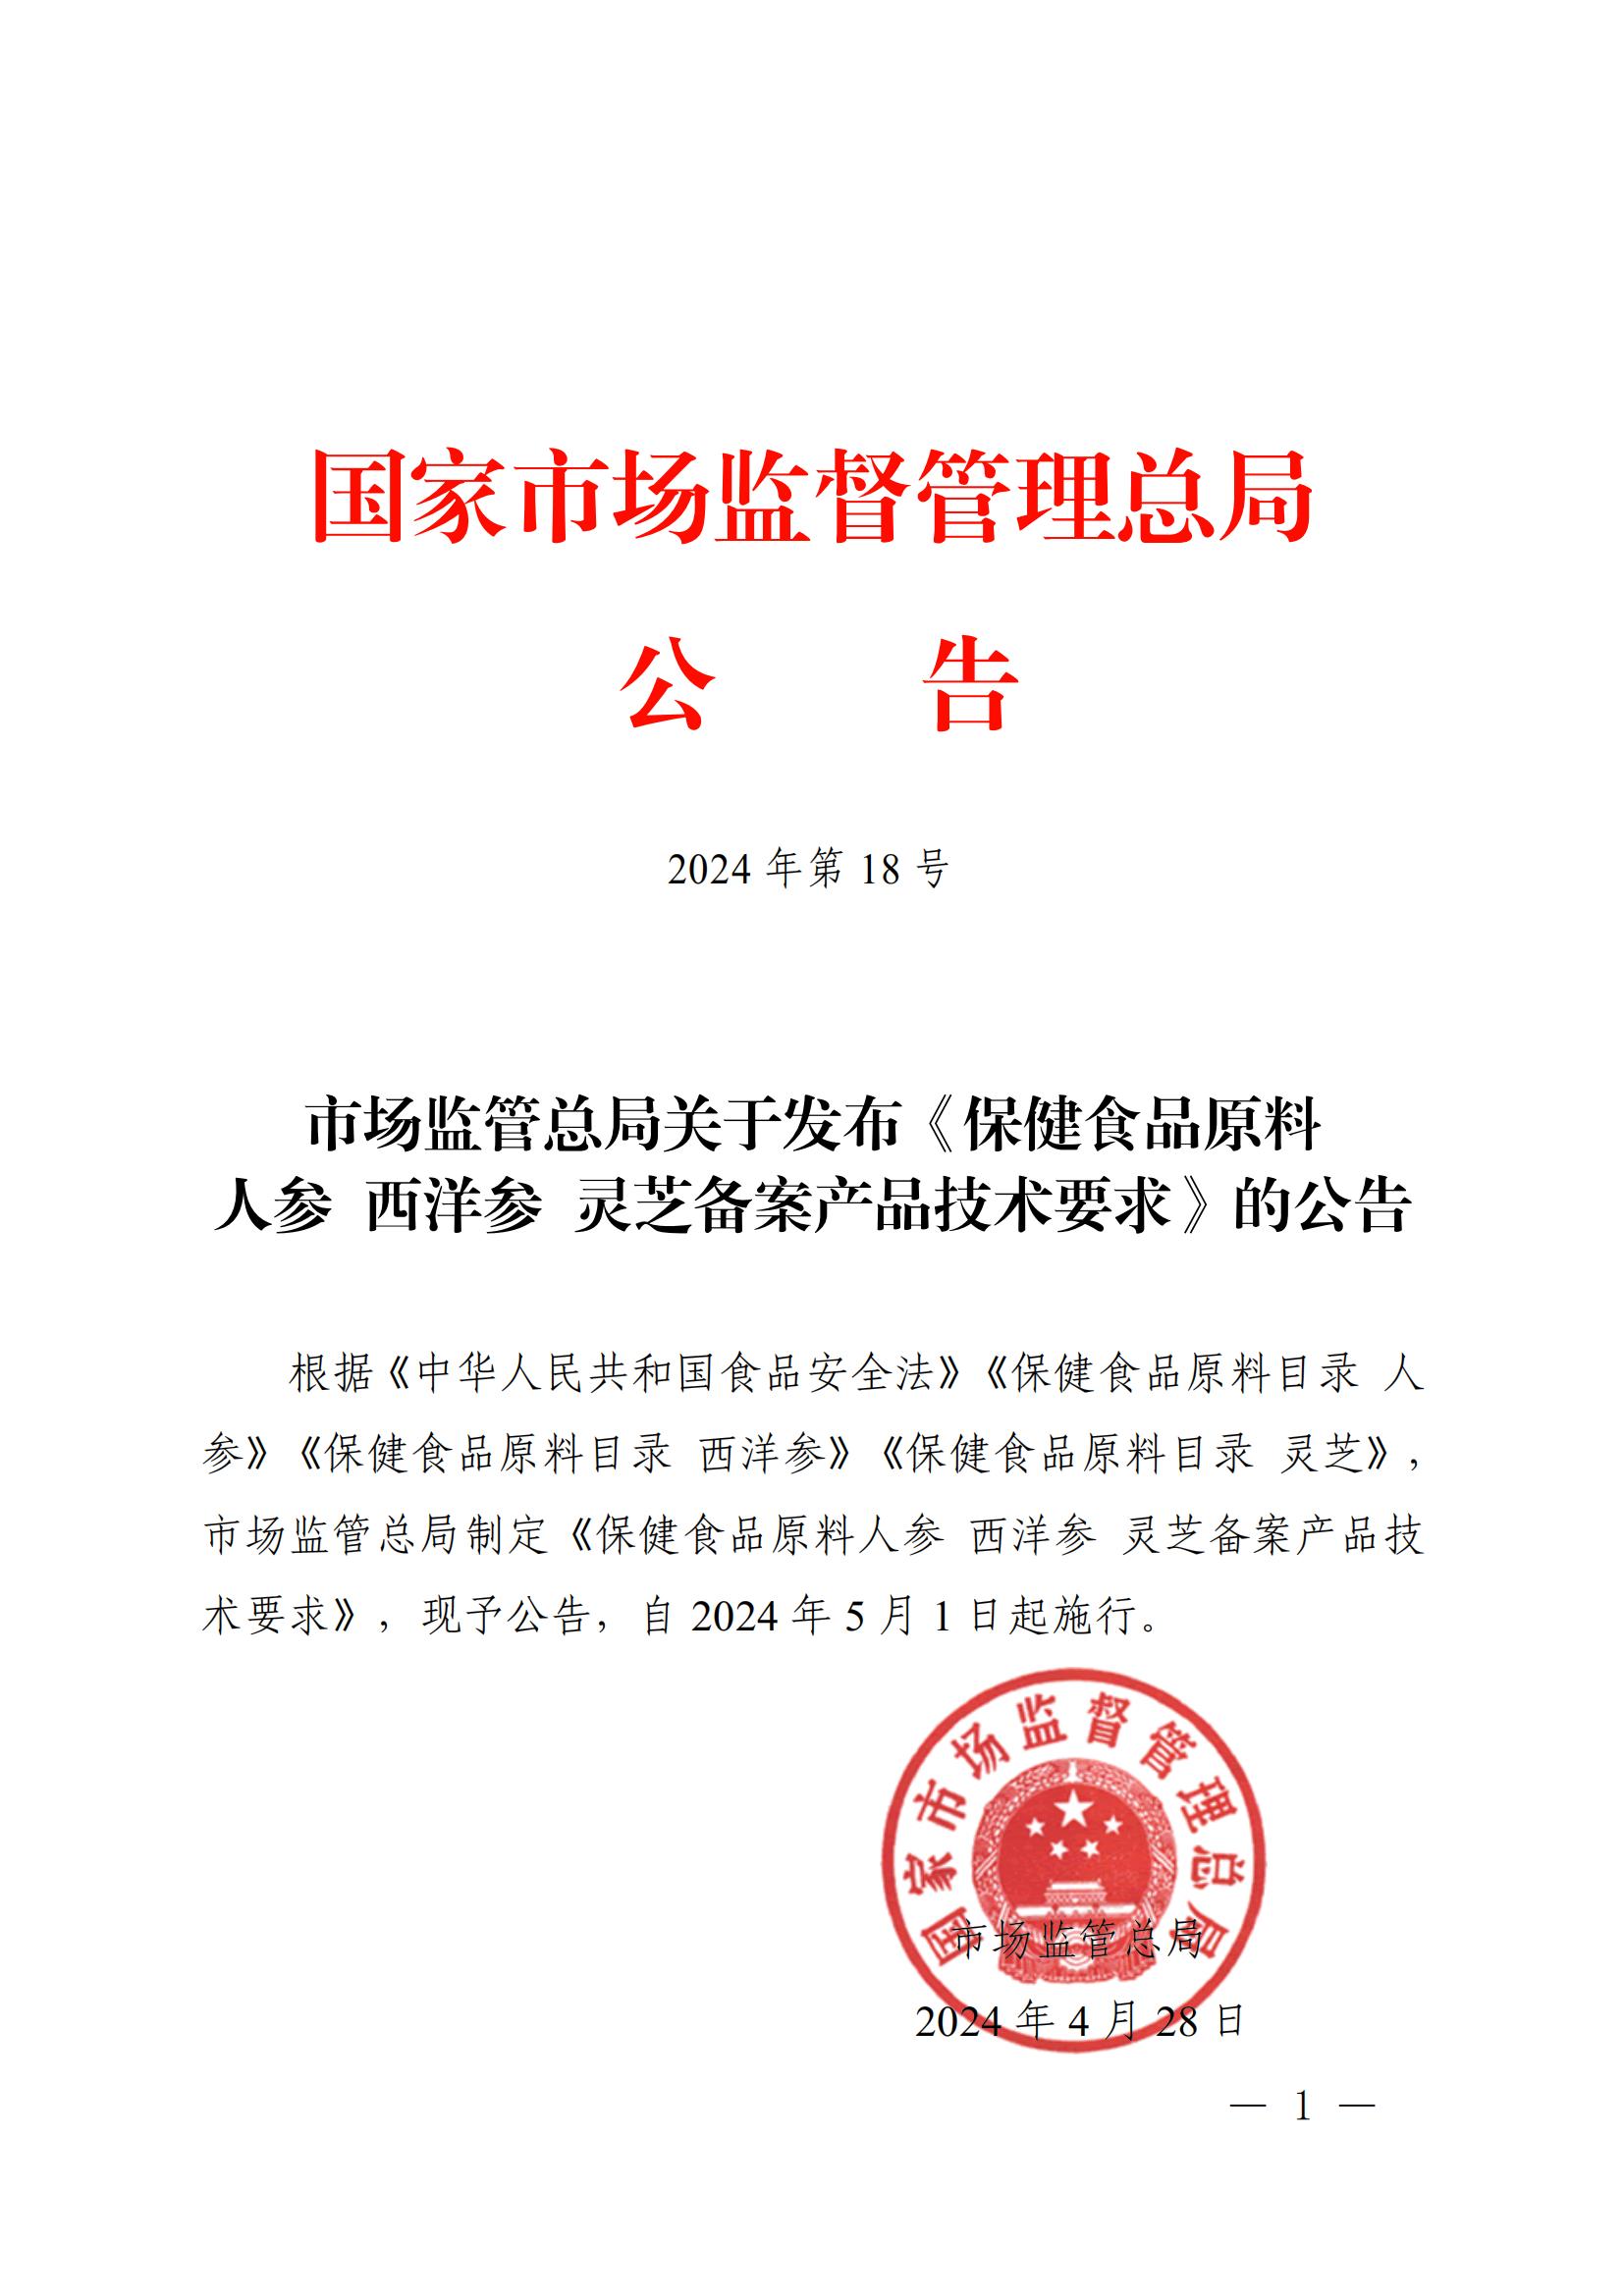 国家市场监督管理总局
公 告
2024 年第 18 号
市场监管总局关于发布《保健食品原料
人参 西洋参 灵芝备案产品技术要求》的公告
根据《中华人民共和国食品安全法》《保健食品原料目录 人
参》《保健食品原料目录 西洋参》《保健食品原料目录 灵芝》，
市场监管总局制定《保健食品原料人参 西洋参 灵芝备案产品技
术要求》，现予公告，自 2024 年 5 月 1 日起施行。
国家市场监督管理总局
市场监管总局
2024 年 4 月 28 日
— 1 —